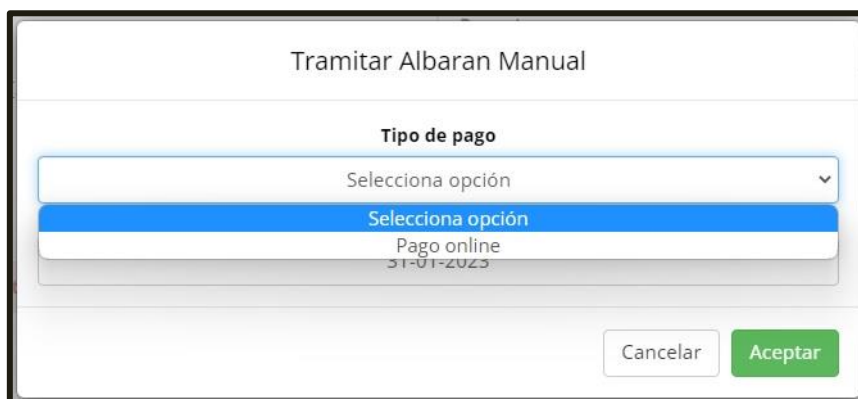 Tramitar Albaran Manual
Tipo de pago
Selecciona opción
Selecciona opción
Pago online
31-01-2023
Cancelar
Aceptar